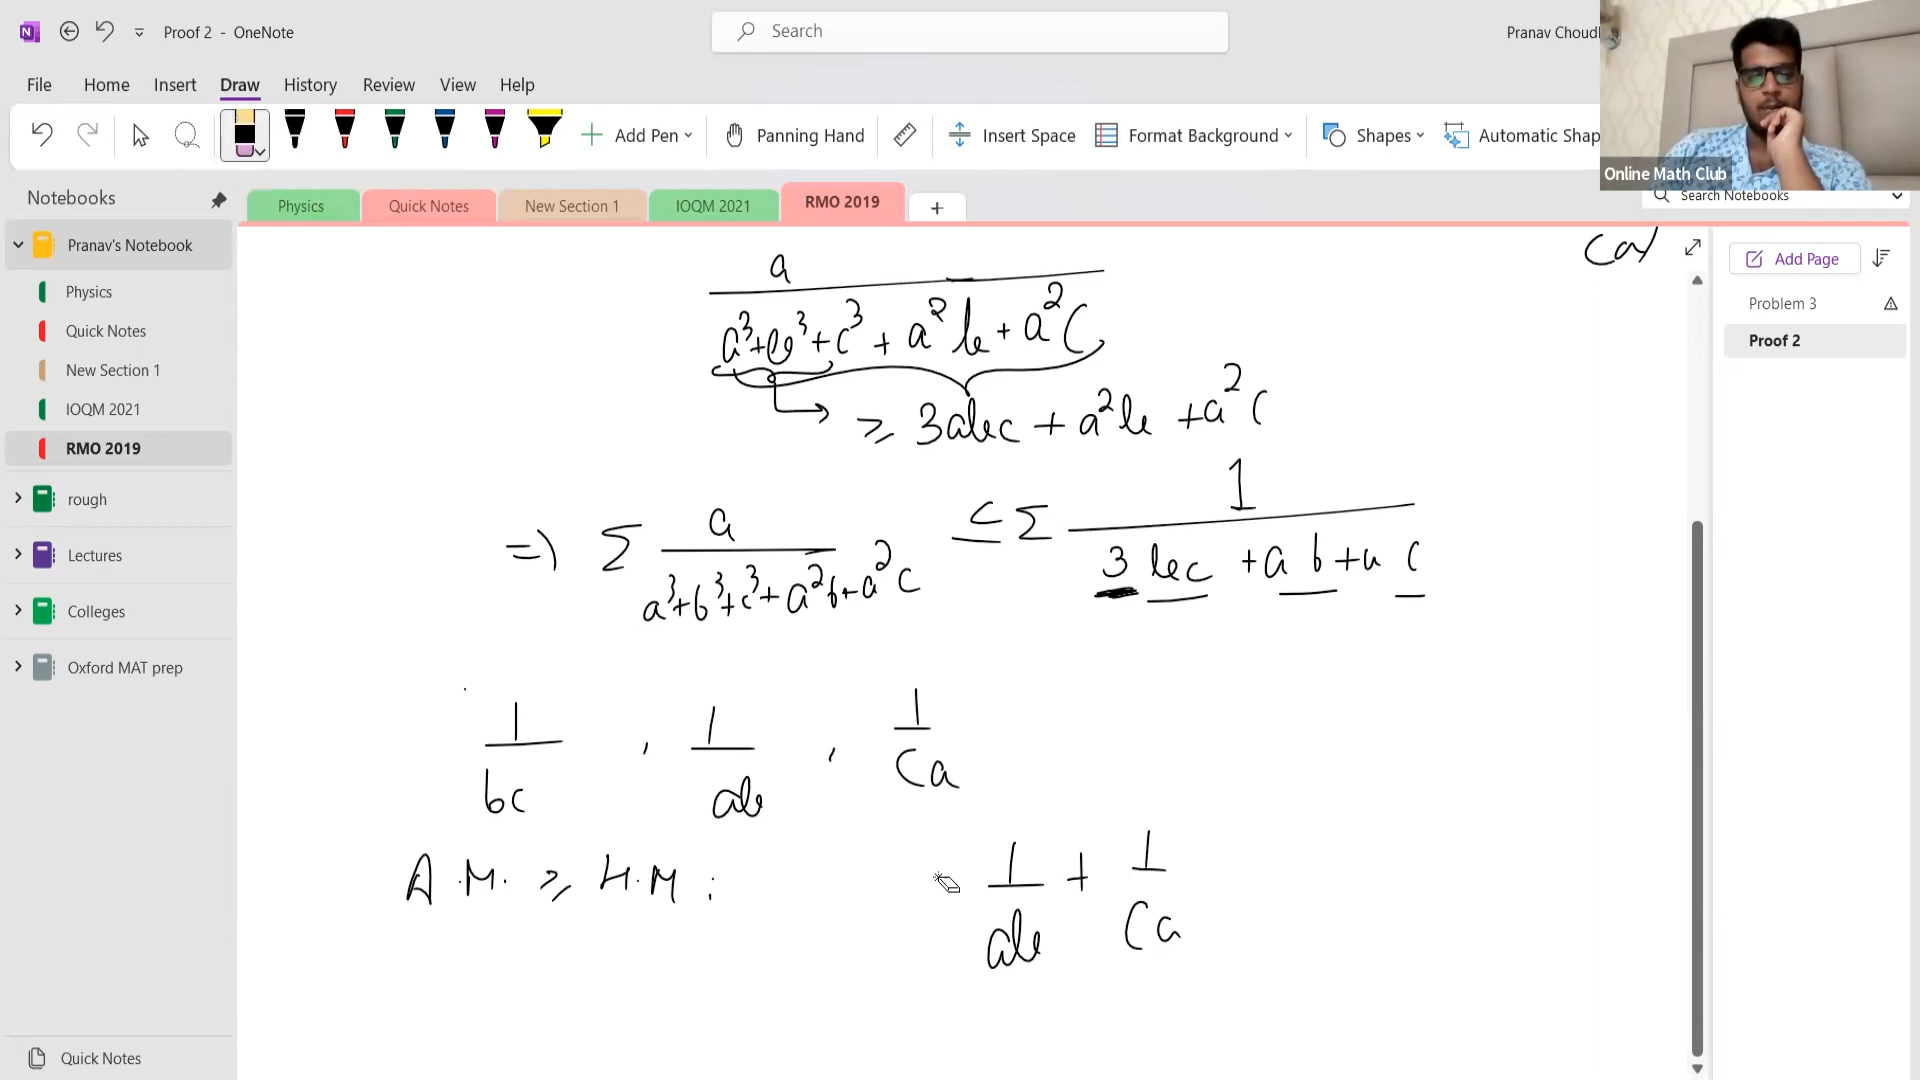 Proof 2 - OneNote
Search
File Home Insert Draw History Review View Help
Add Pen Panning Hand Insert Space Format Background Shapes Automatic Shap
Online Math Club
Notebooks
Physics Quick Notes New Section 1 IOQM 2021 RMO 2019 +
Search Notebooks
Pranav's Notebook
Physics
Quick Notes
New Section 1
IOQM 2021
RMO 2019
rough
Lectures
Colleges
Oxford MAT prep
Quick Notes
Add Page
Problem 3
Proof 2
a
a³+b³+c³ + a²b + a²c
≥ 3abc + a²b + a²c
=> Σ a / (a³+b³+c³+a²b+a²c) ≤ Σ 1 / (3bc + ab + ac)
1/bc , 1/ab , 1/ca
A.M. ≥ H.M : 1/ab + 1/ca